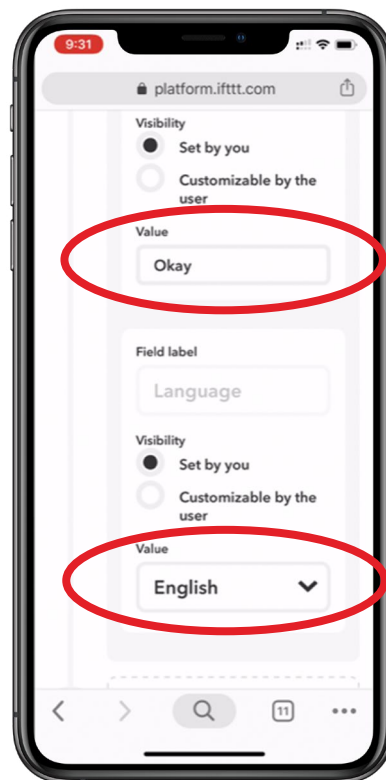 9:31
platform.ifttt.com
Visibility
Set by you
Customizable by the
user
Value
Okay
Field label
Language
Visibility
Set by you
Customizable by the
user
Value
English
11